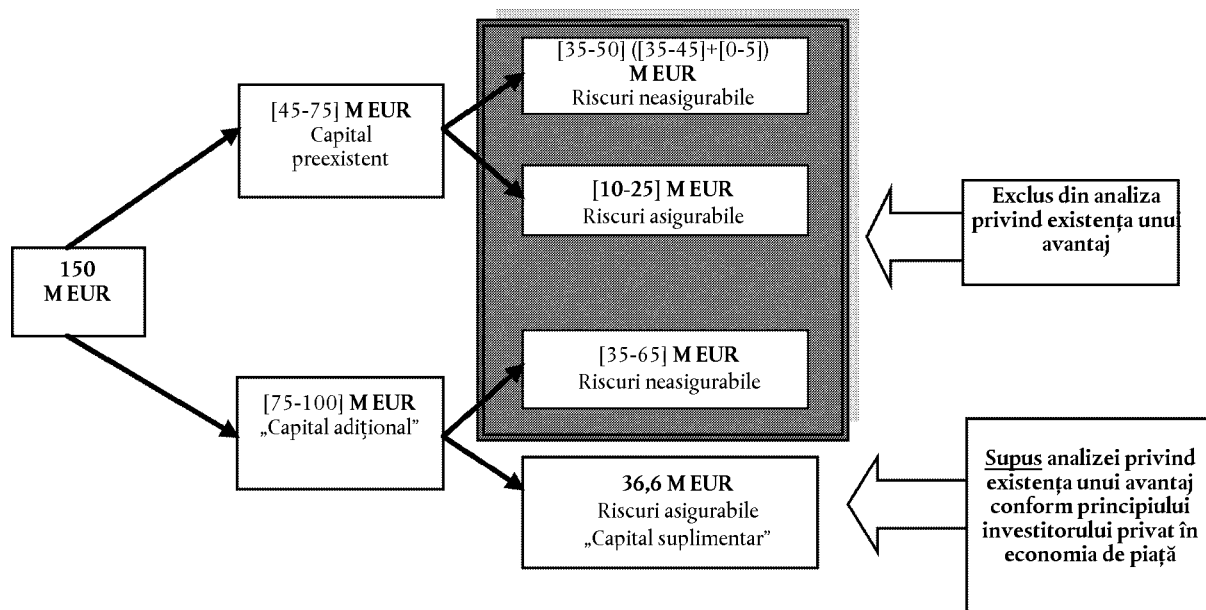 [35-50] ([35-45]+[0-5])
M EUR
Riscuri neasigurabile
[45-75] M EUR
Capital
preexistent
[10-25] M EUR
Riscuri asigurabile
Exclus din analiza
privind existența unui
avantaj
150
M EUR
[35-65] M EUR
Riscuri neasigurabile
[75-100] M EUR
„Capital adițional”
36,6 M EUR
Riscuri asigurabile
„Capital suplimentar”
Supus analizei privind
existența unui avantaj
conform principiului
investitorului privat în
economia de piață